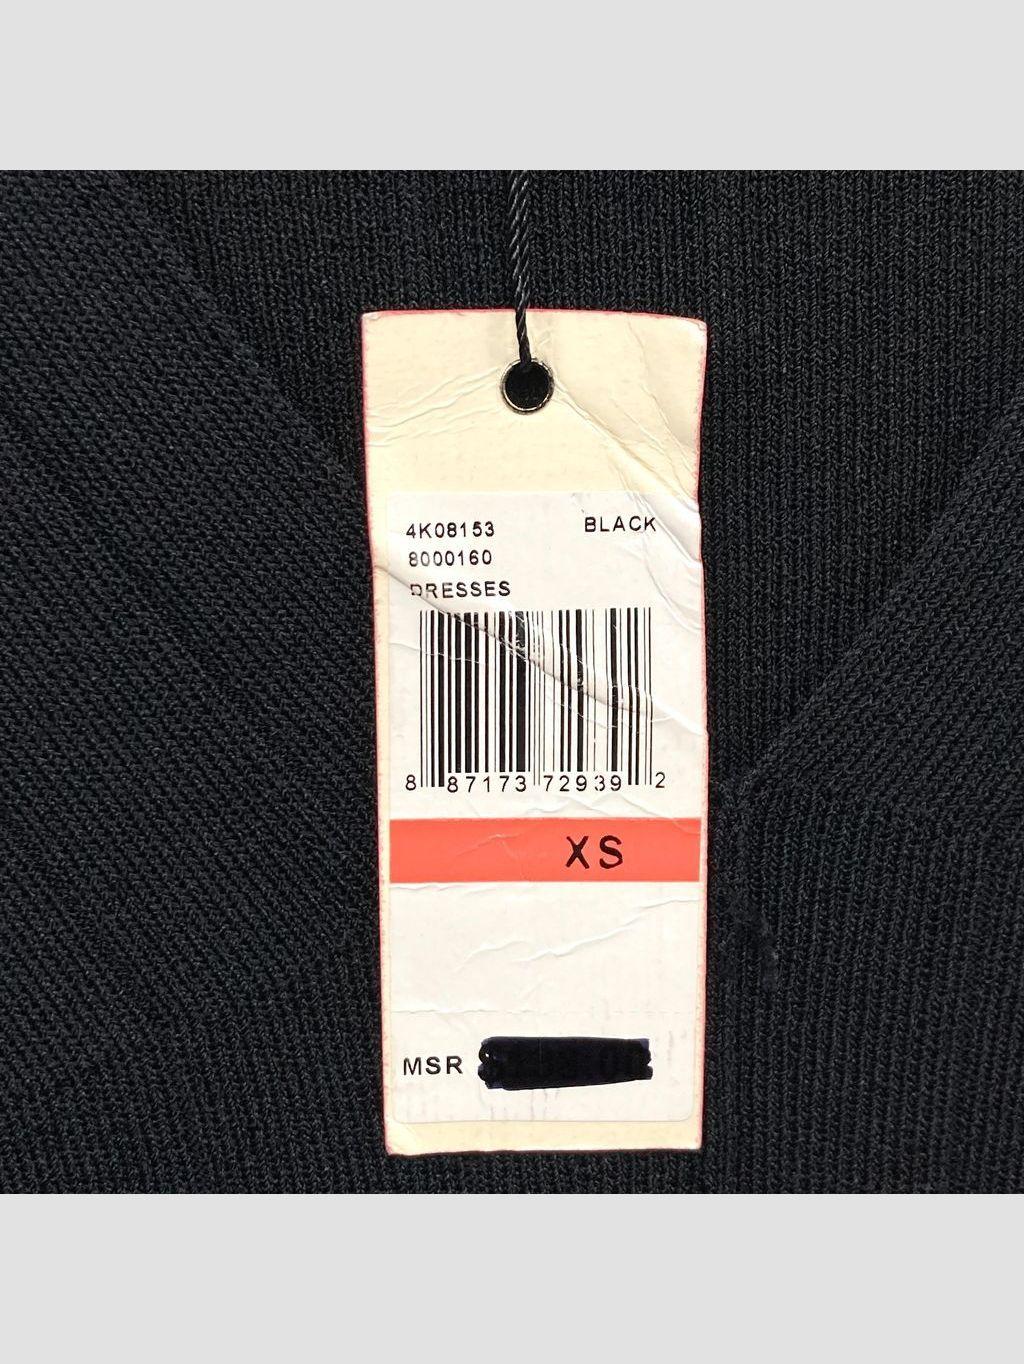 4K08153 BLACK
8000160
DRESSES
8 87173 72939 2
XS
MSR